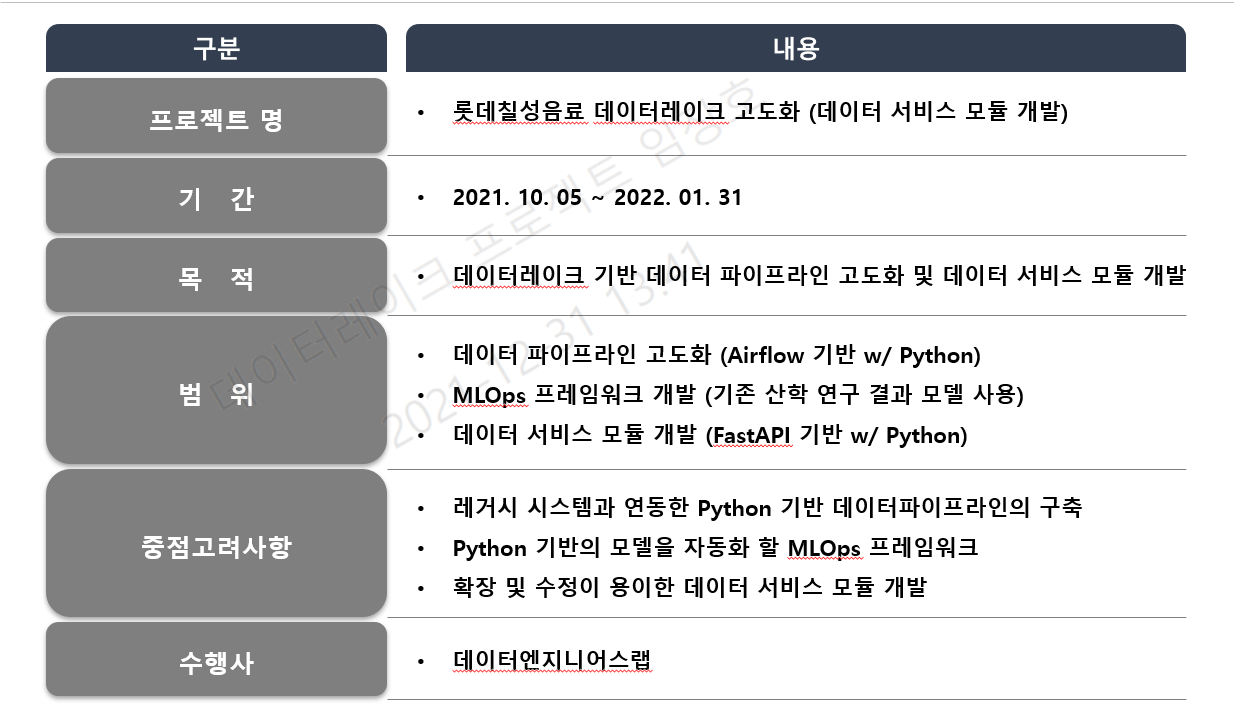 구분 내용
프로젝트 명
• 롯데칠성음료 데이터레이크 고도화 (데이터 서비스 모듈 개발)
기 간
• 2021. 10. 05 ~ 2022. 01. 31
목 적
• 데이터레이크 기반 데이터 파이프라인 고도화 및 데이터 서비스 모듈 개발
범 위
• 데이터 파이프라인 고도화 (Airflow 기반 w/ Python)
• MLOps 프레임워크 개발 (기존 산학 연구 결과 모델 사용)
• 데이터 서비스 모듈 개발 (FastAPI 기반 w/ Python)
중점고려사항
• 레거시 시스템과 연동한 Python 기반 데이터파이프라인의 구축
• Python 기반의 모델을 자동화 할 MLOps 프레임워크
• 확장 및 수정이 용이한 데이터 서비스 모듈 개발
수행사
• 데이터엔지니어스랩
데이터레이크 프로젝트
2021-12-31 13:41